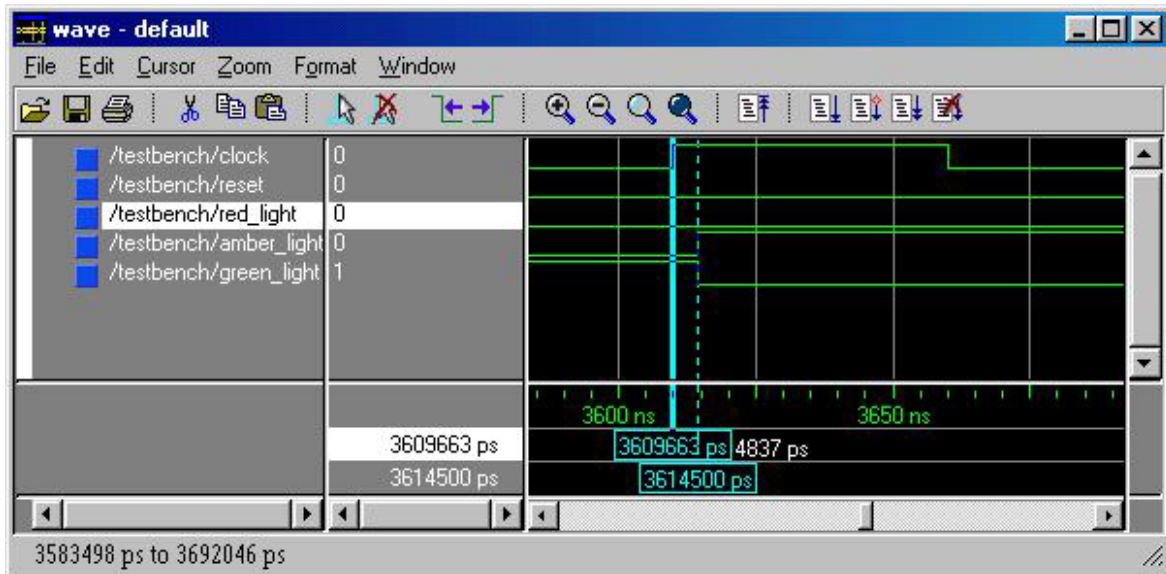 wave - default
File Edit Cursor Zoom Format Window
/testbench/clock 0
/testbench/reset 0
/testbench/red_light 0
/testbench/amber_light 0
/testbench/green_light 1
3600 ns 3650 ns
3609663 ps 3609663 ps 4837 ps
3614500 ps 3614500 ps
3583498 ps to 3692046 ps